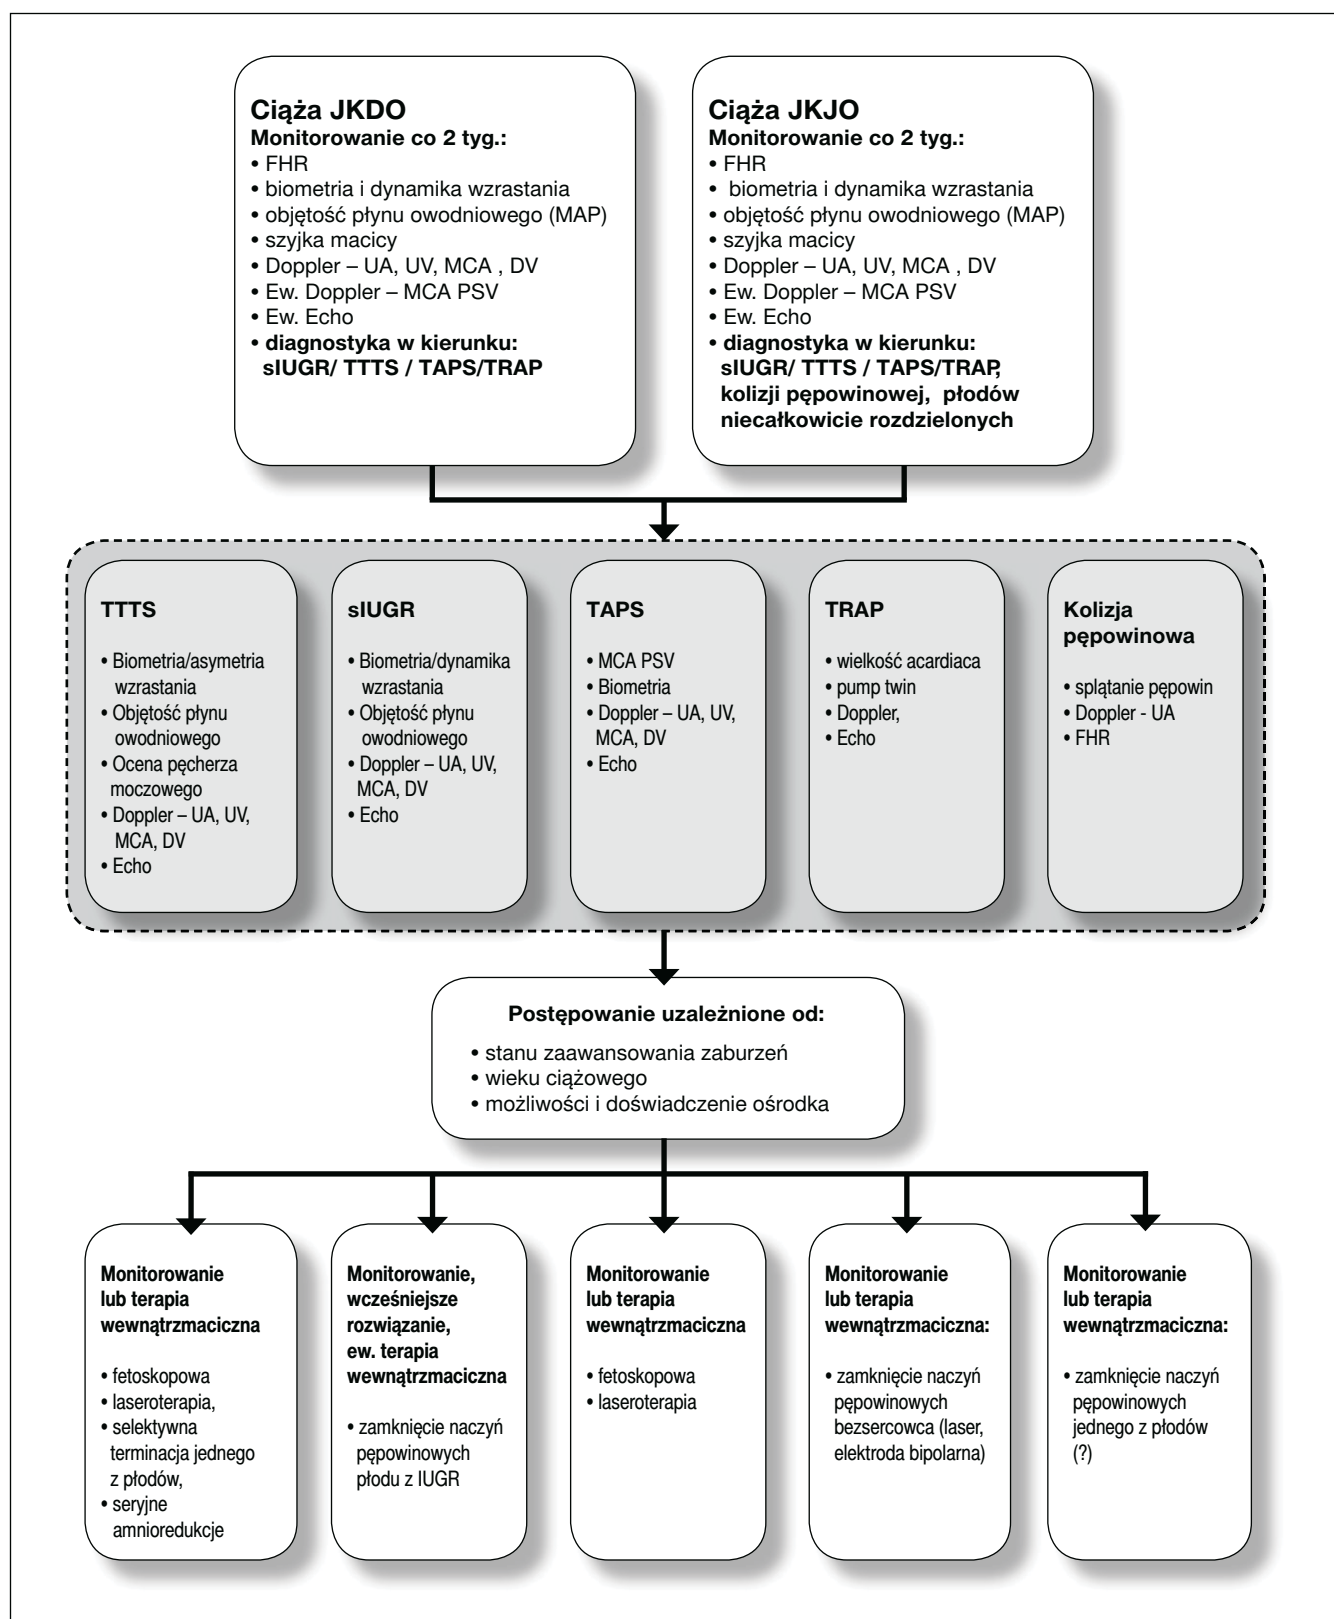 Ciąża JKDO
Monitorowanie co 2 tyg.:
• FHR
• biometria i dynamika wzrastania
• objętość płynu owodniowego (MAP)
• szyjka macicy
• Doppler – UA, UV, MCA , DV
• Ew. Doppler – MCA PSV
• Ew. Echo
• diagnostyka w kierunku:
sIUGR/ TTTS / TAPS/TRAP
Ciąża JKJO
Monitorowanie co 2 tyg.:
• FHR
• biometria i dynamika wzrastania
• objętość płynu owodniowego (MAP)
• szyjka macicy
• Doppler – UA, UV, MCA , DV
• Ew. Doppler – MCA PSV
• Ew. Echo
• diagnostyka w kierunku:
sIUGR/ TTTS / TAPS/TRAP,
kolizji pępowinowej, płodów
niecałkowicie rozdzielonych
TTTS
• Biometria/asymetria
wzrastania
• Objętość płynu
owodniowego
• Ocena pęcherza
moczowego
• Doppler – UA, UV,
MCA, DV
• Echo
sIUGR
• Biometria/dynamika
wzrastania
• Objętość płynu
owodniowego
• Doppler – UA, UV,
MCA, DV
• Echo
TAPS
• MCA PSV
• Biometria
• Doppler – UA, UV,
MCA, DV
• Echo
TRAP
• wielkość acardiaca
• pump twin
• Doppler,
• Echo
Kolizja
pępowinowa
• splątanie pępowin
• Doppler - UA
• FHR
Postępowanie uzależnione od:
• stanu zaawansowania zaburzeń
• wieku ciążowego
• możliwości i doświadczenie ośrodka
Monitorowanie
lub terapia
wewnątrzmaciczna
• fetoskopowa
• laseroterapia,
• selektywna
terminacja jednego
z płodów,
• seryjne
amnioredukcje
Monitorowanie,
wcześniejsze
rozwiązanie,
ew. terapia
wewnątrzmaciczna
• zamknięcie naczyń
pępowinowych
płodu z IUGR
Monitorowanie
lub terapia
wewnątrzmaciczna
• fetoskopowa
• laseroterapia
Monitorowanie
lub terapia
wewnątrzmaciczna:
• zamknięcie naczyń
pępowinowych
bezsercowca (laser,
elektroda bipolarna)
Monitorowanie
lub terapia
wewnątrzmaciczna:
• zamknięcie naczyń
pępowinowych
jednego z płodów
(?)